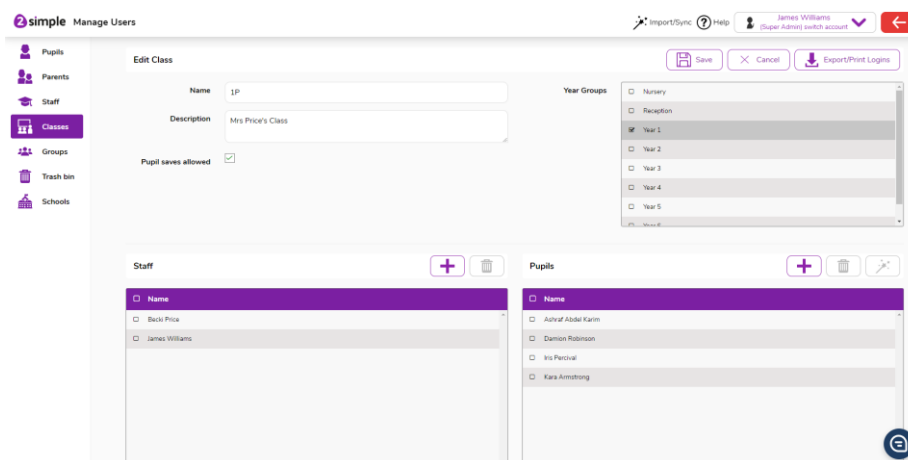 2simple Manage Users
Import/Sync ? Help
James Williams
(Super Admin) switch account
Pupils
Parents
Staff
Classes
Groups
Trash bin
Schools
Edit Class
Save
Cancel
Export/Print Logins
Name
1P
Description
Mrs Price's Class
Pupil saves allowed
Year Groups
Nursery
Reception
Year 1
Year 2
Year 3
Year 4
Year 5
Staff
Name
Becki Price
James Williams
Pupils
Name
Ashraf Abdel Karim
Damion Robinson
Iris Percival
Kara Armstrong